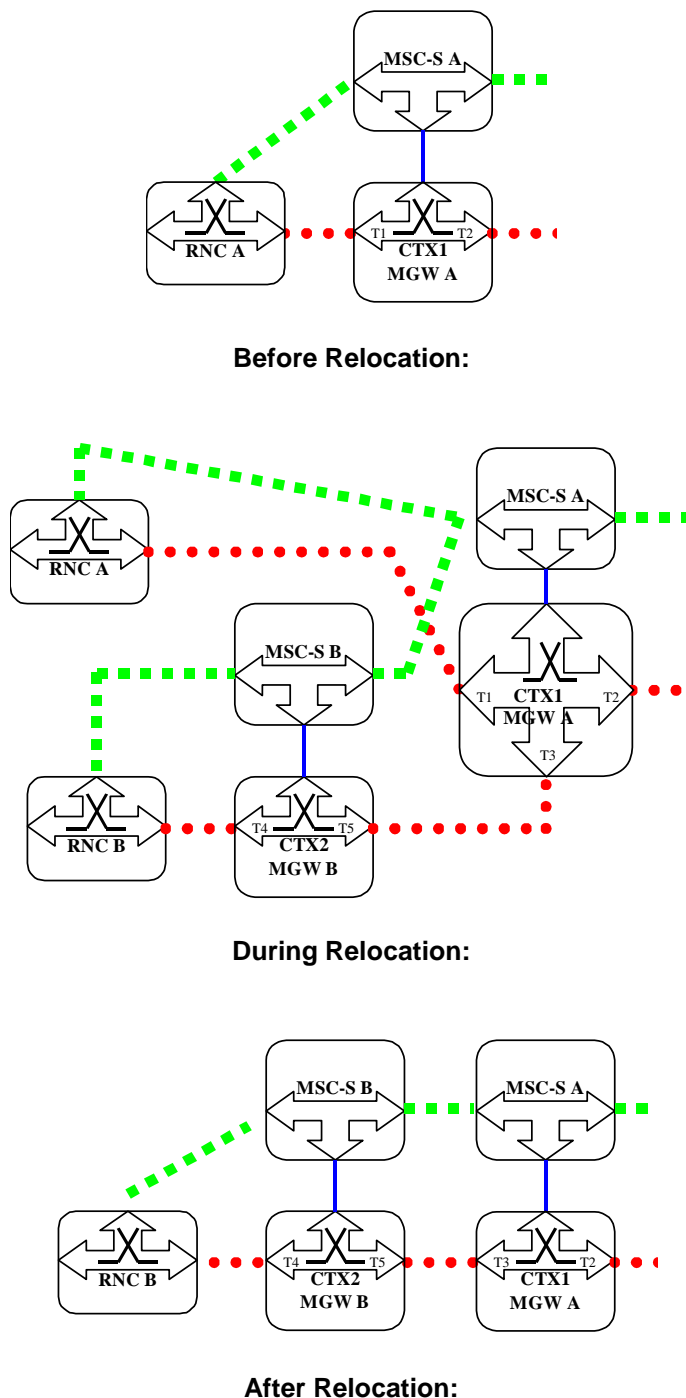 MSC-S A
T1
T2
RNC A
CTX1
MGW A
Before Relocation:
MSC-S A
RNC A
MSC-S B
T1
CTX1
T2
MGW A
T3
T4
T5
RNC B
CTX2
MGW B
During Relocation:
MSC-S B
MSC-S A
T4
T5
T3
T2
RNC B
CTX2
CTX1
MGW B
MGW A
After Relocation: